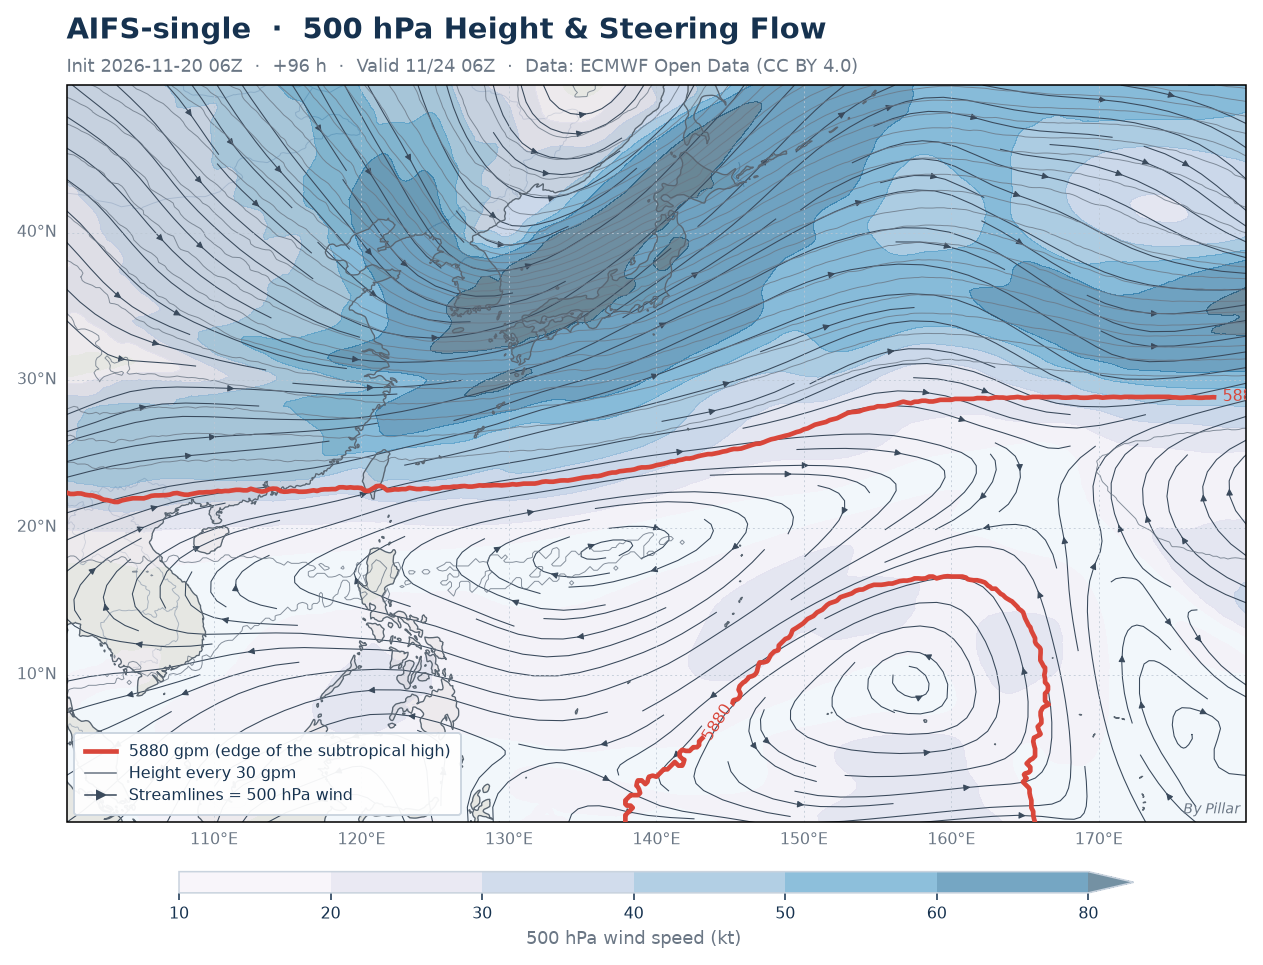 AIFS-single · 500 hPa Height & Steering Flow
Init 2026-11-20 06Z · +96 h · Valid 11/24 06Z · Data: ECMWF Open Data (CC BY 4.0)
40°N
30°N
20°N
10°N
588
5880
5880 gpm (edge of the subtropical high)
Height every 30 gpm
Streamlines = 500 hPa wind
By Pillar
110°E 120°E 130°E 140°E 150°E 160°E 170°E
10 20 30 40 50 60 80
500 hPa wind speed (kt)